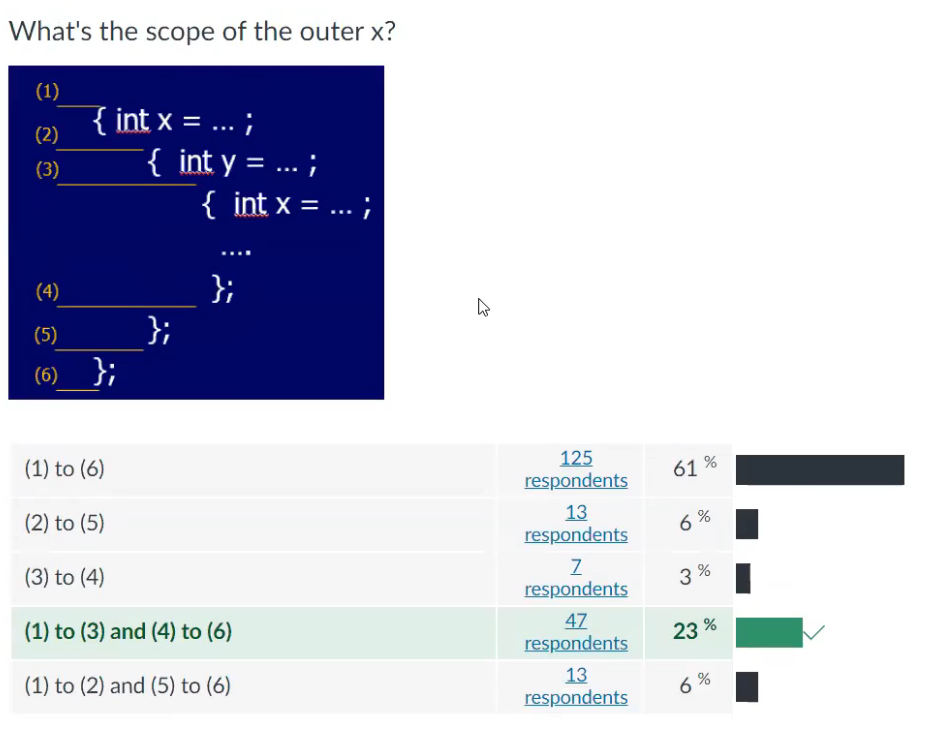 What's the scope of the outer x?
(1)
{ int x = ... ;
(2)
{ int y = ... ;
(3)
{ int x = ... ;
....
(4) };
(5) };
(6) };
(1) to (6) 125 respondents 61 %
(2) to (5) 13 respondents 6 %
(3) to (4) 7 respondents 3 %
(1) to (3) and (4) to (6) 47 respondents 23 %
(1) to (2) and (5) to (6) 13 respondents 6 %